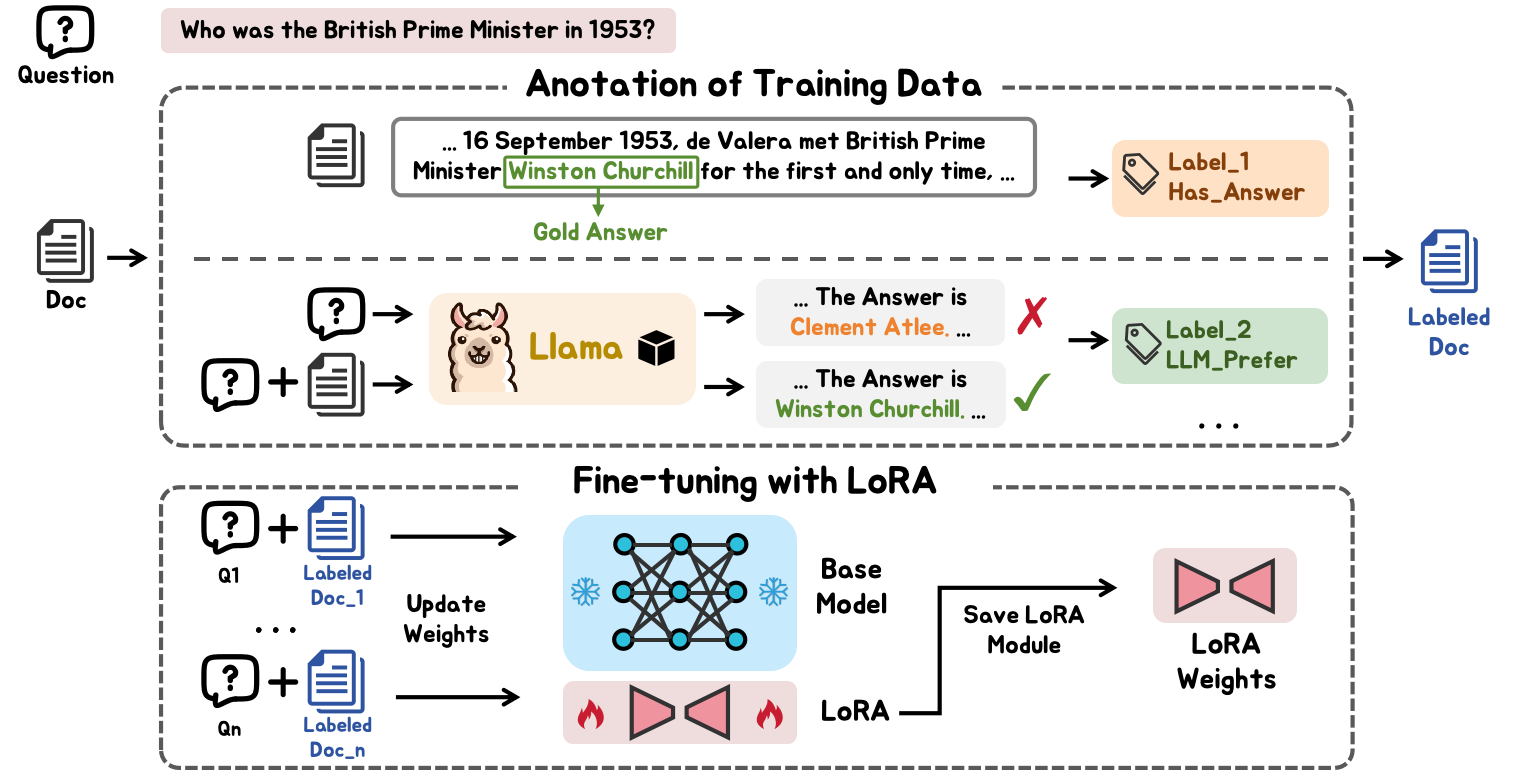 Who was the British Prime Minister in 1953?
Question
Anotation of Training Data
... 16 September 1953, de Valera met British Prime
Minister Winston Churchill for the first and only time, ...
Gold Answer
Label_1
Has_Answer
Doc
Llama
... The Answer is
Clement Atlee. ...
... The Answer is
Winston Churchill. ...
Label_2
LLM_Prefer
...
Labeled
Doc
Fine-tuning with LoRA
Q1
Labeled
Doc_1
...
Qn
Labeled
Doc_n
Update
Weights
Base
Model
LoRA
Save LoRA
Module
LoRA
Weights